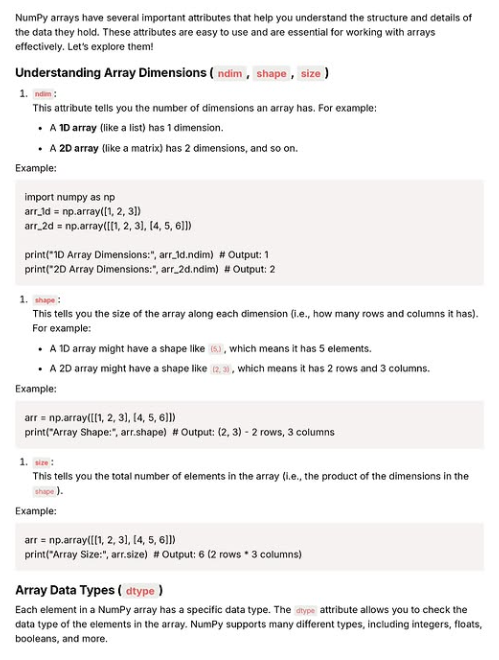 NumPy arrays have several important attributes that help you understand the structure and details of
the data they hold. These attributes are easy to use and are essential for working with arrays
effectively. Let's explore them!
Understanding Array Dimensions ( ndim , shape , size )
1. ndim :
This attribute tells you the number of dimensions an array has. For example:
• A 1D array (like a list) has 1 dimension.
• A 2D array (like a matrix) has 2 dimensions, and so on.
Example:
import numpy as np
arr_1d = np.array([1, 2, 3])
arr_2d = np.array([[1, 2, 3], [4, 5, 6]])
print("1D Array Dimensions:", arr_1d.ndim) # Output: 1
print("2D Array Dimensions:", arr_2d.ndim) # Output: 2
1. shape :
This tells you the size of the array along each dimension (i.e., how many rows and columns it has).
For example:
• A 1D array might have a shape like (5,) , which means it has 5 elements.
• A 2D array might have a shape like (2, 3) , which means it has 2 rows and 3 columns.
Example:
arr = np.array([[1, 2, 3], [4, 5, 6]])
print("Array Shape:", arr.shape) # Output: (2, 3) - 2 rows, 3 columns
1. size :
This tells you the total number of elements in the array (i.e., the product of the dimensions in the
shape ).
Example:
arr = np.array([[1, 2, 3], [4, 5, 6]])
print("Array Size:", arr.size) # Output: 6 (2 rows * 3 columns)
Array Data Types ( dtype )
Each element in a NumPy array has a specific data type. The dtype attribute allows you to check the
data type of the elements in the array. NumPy supports many different types, including integers, floats,
booleans, and more.